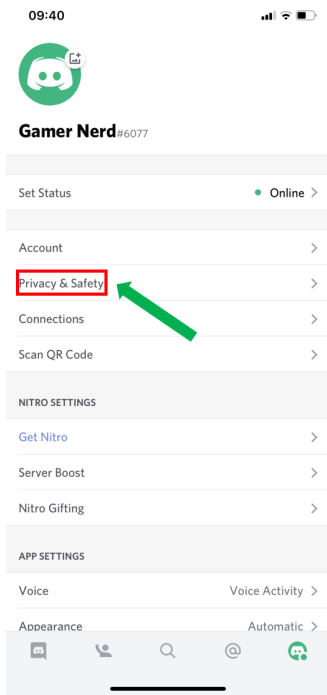 09:40
Gamer Nerd#6077
Set Status Online
Account
Privacy & Safety
Connections
Scan QR Code
NITRO SETTINGS
Get Nitro
Server Boost
Nitro Gifting
APP SETTINGS
Voice Voice Activity
Appearance Automatic